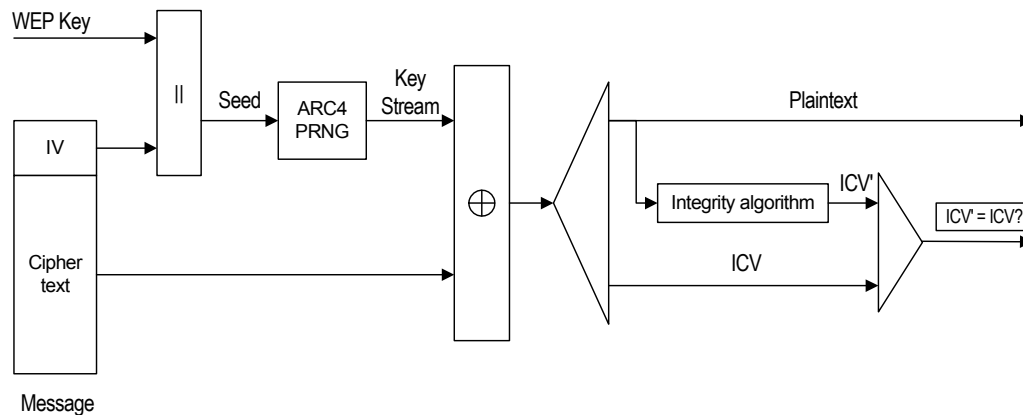 WEP Key
||
Seed
ARC4
PRNG
Key
Stream
IV
Cipher
text
Message
Plaintext
Integrity algorithm
ICV'
ICV
ICV' = ICV?